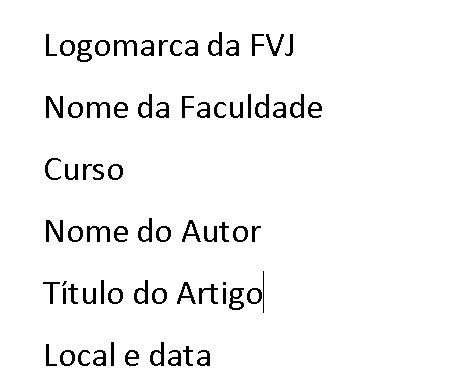 Logomarca da FVJ
Nome da Faculdade
Curso
Nome do Autor
Título do Artigo
Local e data